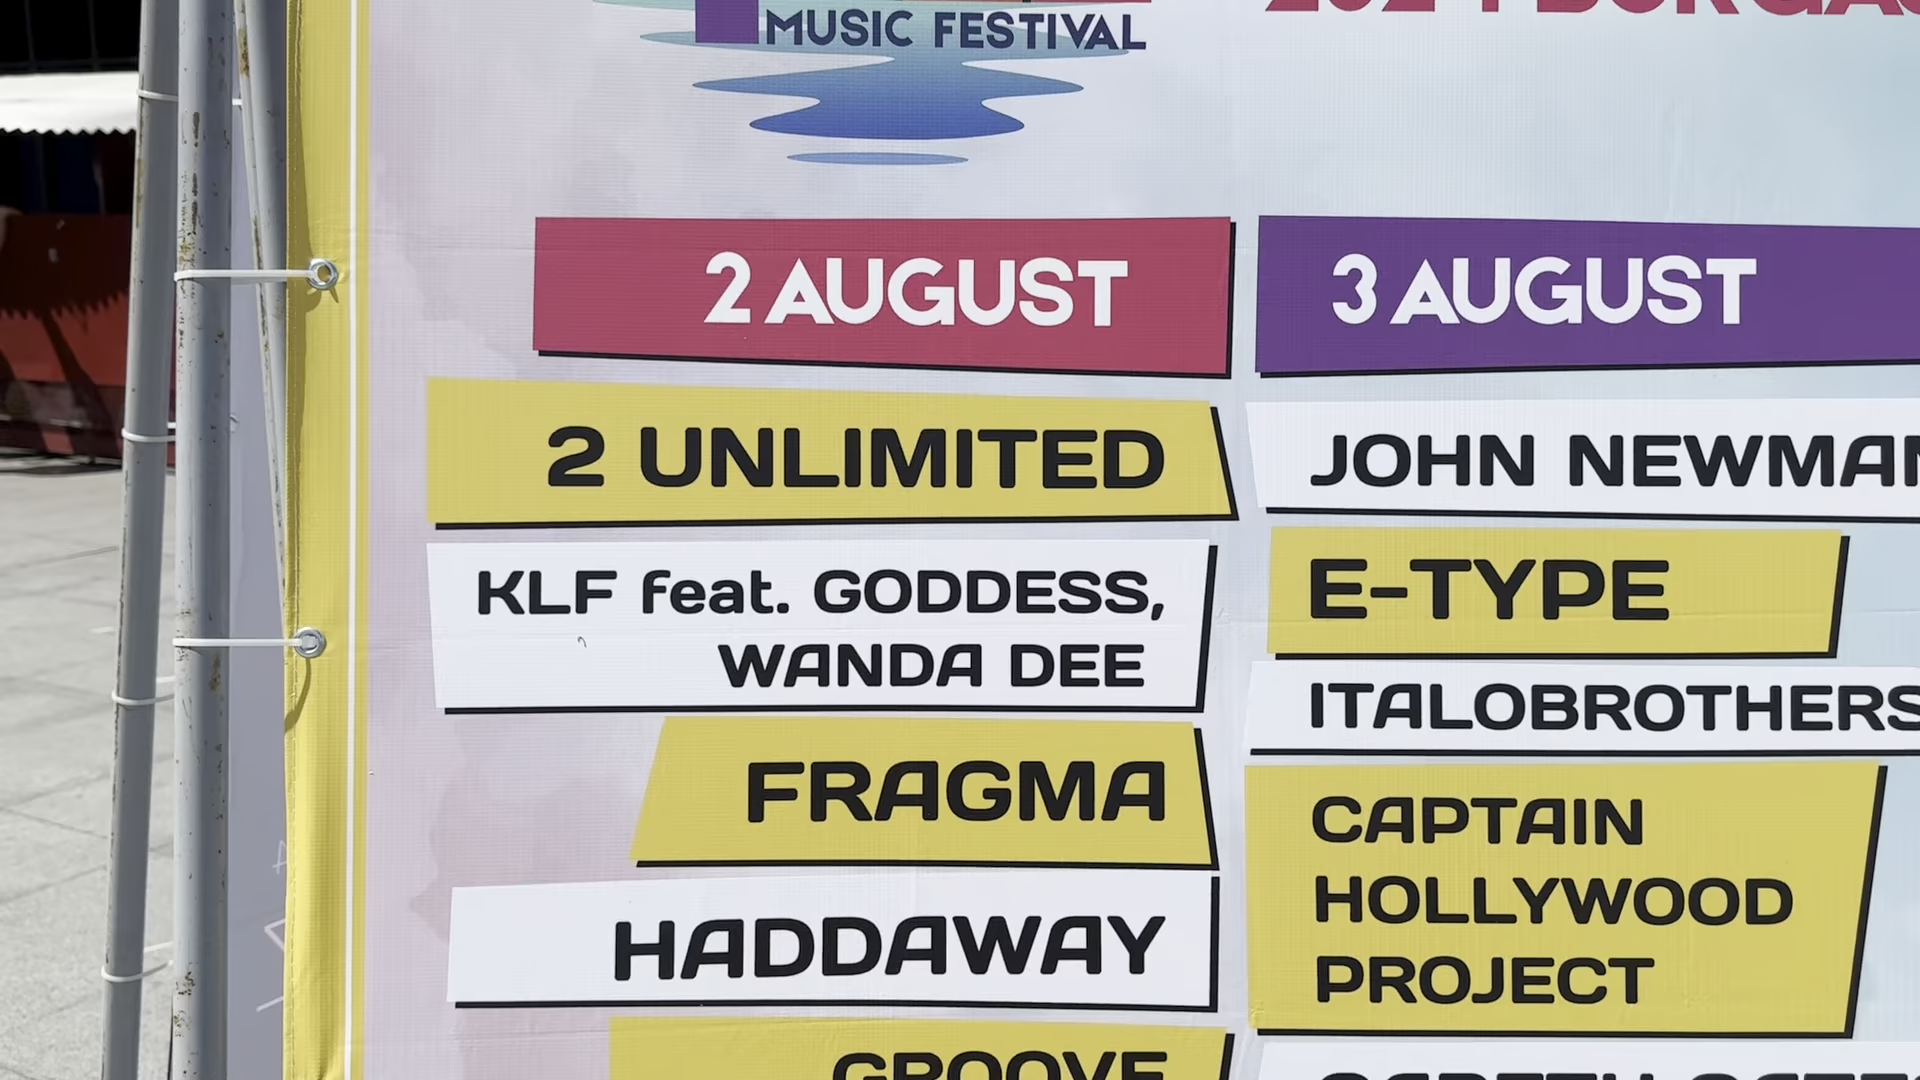 MUSIC FESTIVAL
2 AUGUST
2 UNLIMITED
KLF feat. GODDESS,
WANDA DEE
FRAGMA
HADDAWAY
GROOVE
3 AUGUST
JOHN NEWMAN
E-TYPE
ITALOBROTHERS
CAPTAIN
HOLLYWOOD
PROJECT